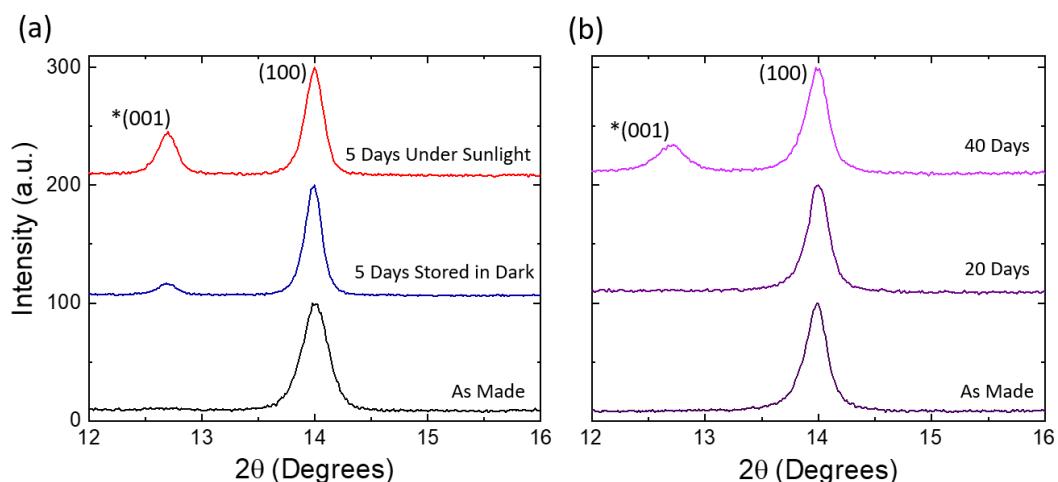 (a)
300
200
100
0
Intensity (a.u.)
*(001)
(100)
5 Days Under Sunlight
5 Days Stored in Dark
As Made
12 13 14 15 16
2θ (Degrees)
(b)
*(001)
(100)
40 Days
20 Days
As Made
12 13 14 15 16
2θ (Degrees)